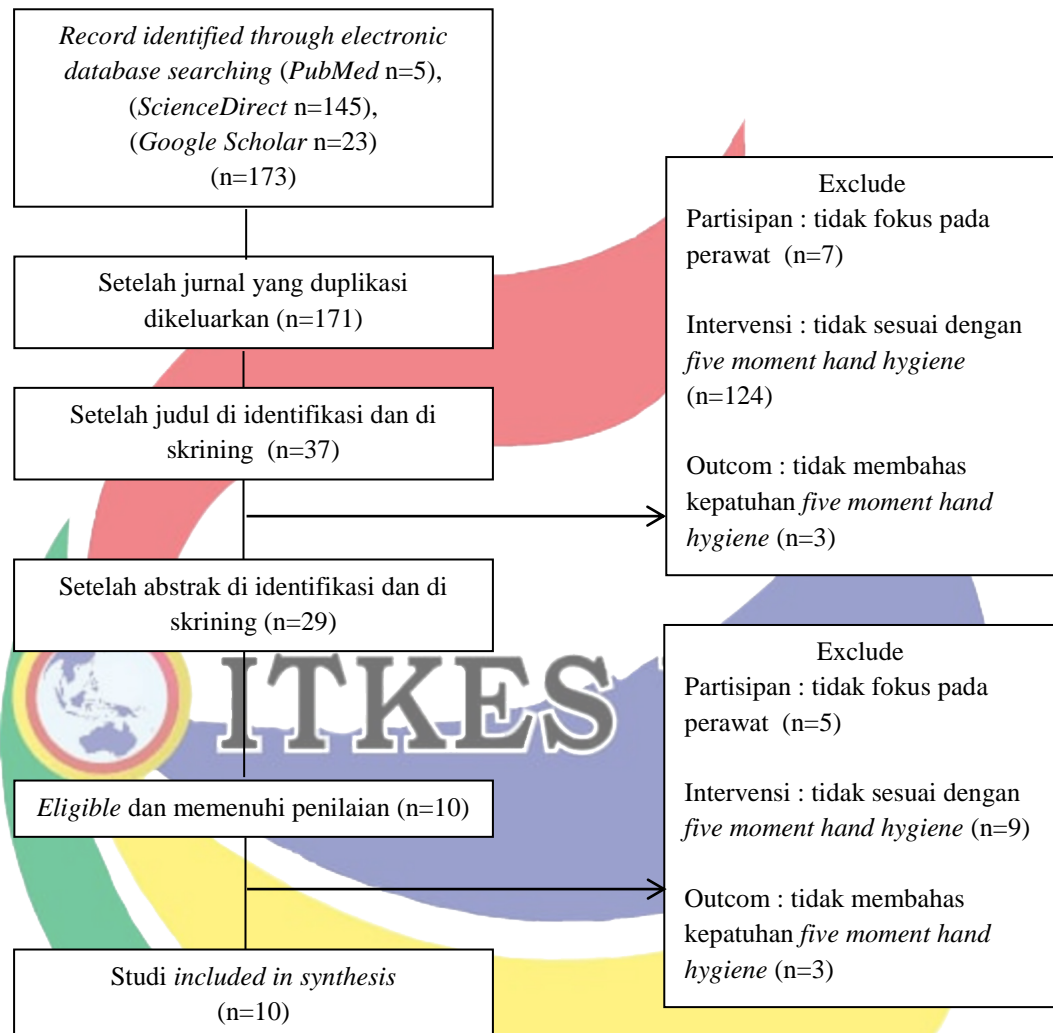 Record identified through electronic
database searching (PubMed n=5),
(ScienceDirect n=145),
(Google Scholar n=23)
(n=173)
Setelah jurnal yang duplikasi
dikeluarkan (n=171)
Setelah judul di identifikasi dan di
skrining (n=37)
Exclude
Partisipan : tidak fokus pada
perawat (n=7)
Intervensi : tidak sesuai dengan
five moment hand hygiene
(n=124)
Outcom : tidak membahas
kepatuhan five moment hand
hygiene (n=3)
Setelah abstrak di identifikasi dan di
skrining (n=29)
ITKES
Eligible dan memenuhi penilaian (n=10)
Exclude
Partisipan : tidak fokus pada
perawat (n=5)
Intervensi : tidak sesuai dengan
five moment hand hygiene (n=9)
Outcom : tidak membahas
kepatuhan five moment hand
hygiene (n=3)
Studi included in synthesis
(n=10)